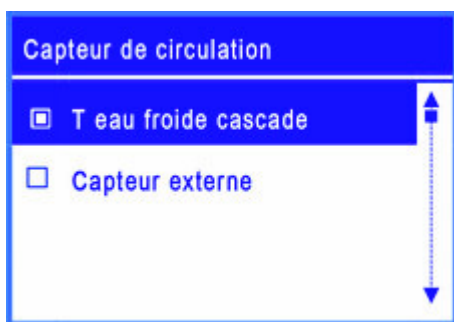 Capteur de circulation
T eau froide cascade
Capteur externe